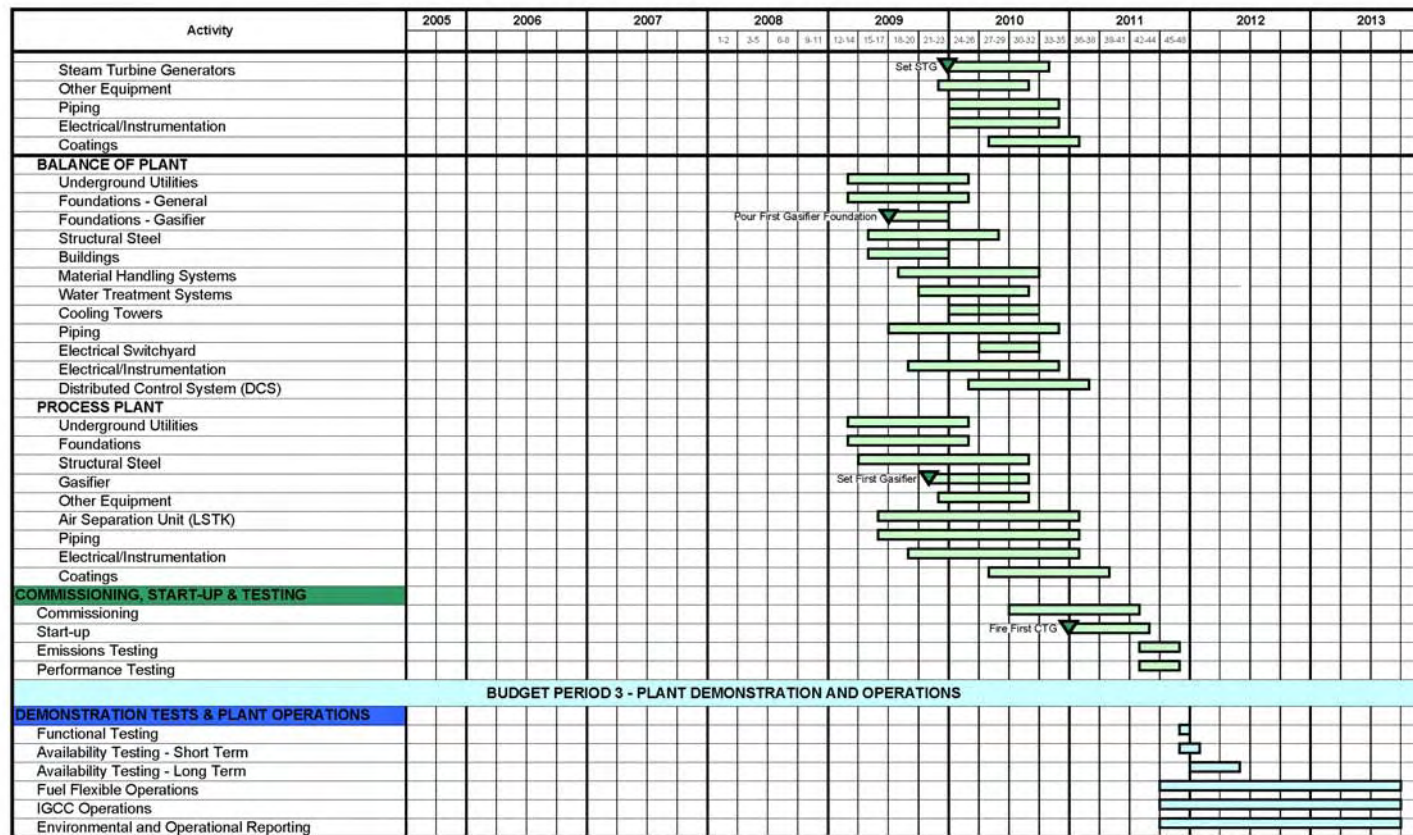 Activity 2005 2006 2007 2008 2009 2010 2011 2012 2013
1-2 3-5 6-8 9-11 12-14 15-17 18-20 21-23 24-26 27-29 30-32 33-35 36-38 39-41 42-44 45-48
Steam Turbine Generators Set STG
Other Equipment
Piping
Electrical/Instrumentation
Coatings
BALANCE OF PLANT
Underground Utilities
Foundations - General
Foundations - Gasifier Pour First Gasifier Foundation
Structural Steel
Buildings
Material Handling Systems
Water Treatment Systems
Cooling Towers
Piping
Electrical Switchyard
Electrical/Instrumentation
Distributed Control System (DCS)
PROCESS PLANT
Underground Utilities
Foundations
Structural Steel
Gasifier Set First Gasifier
Other Equipment
Air Separation Unit (LSTK)
Piping
Electrical/Instrumentation
Coatings
COMMISSIONING, START-UP & TESTING
Commissioning
Start-up Fire First CTG
Emissions Testing
Performance Testing
BUDGET PERIOD 3 - PLANT DEMONSTRATION AND OPERATIONS
DEMONSTRATION TESTS & PLANT OPERATIONS
Functional Testing
Availability Testing - Short Term
Availability Testing - Long Term
Fuel Flexible Operations
IGCC Operations
Environmental and Operational Reporting